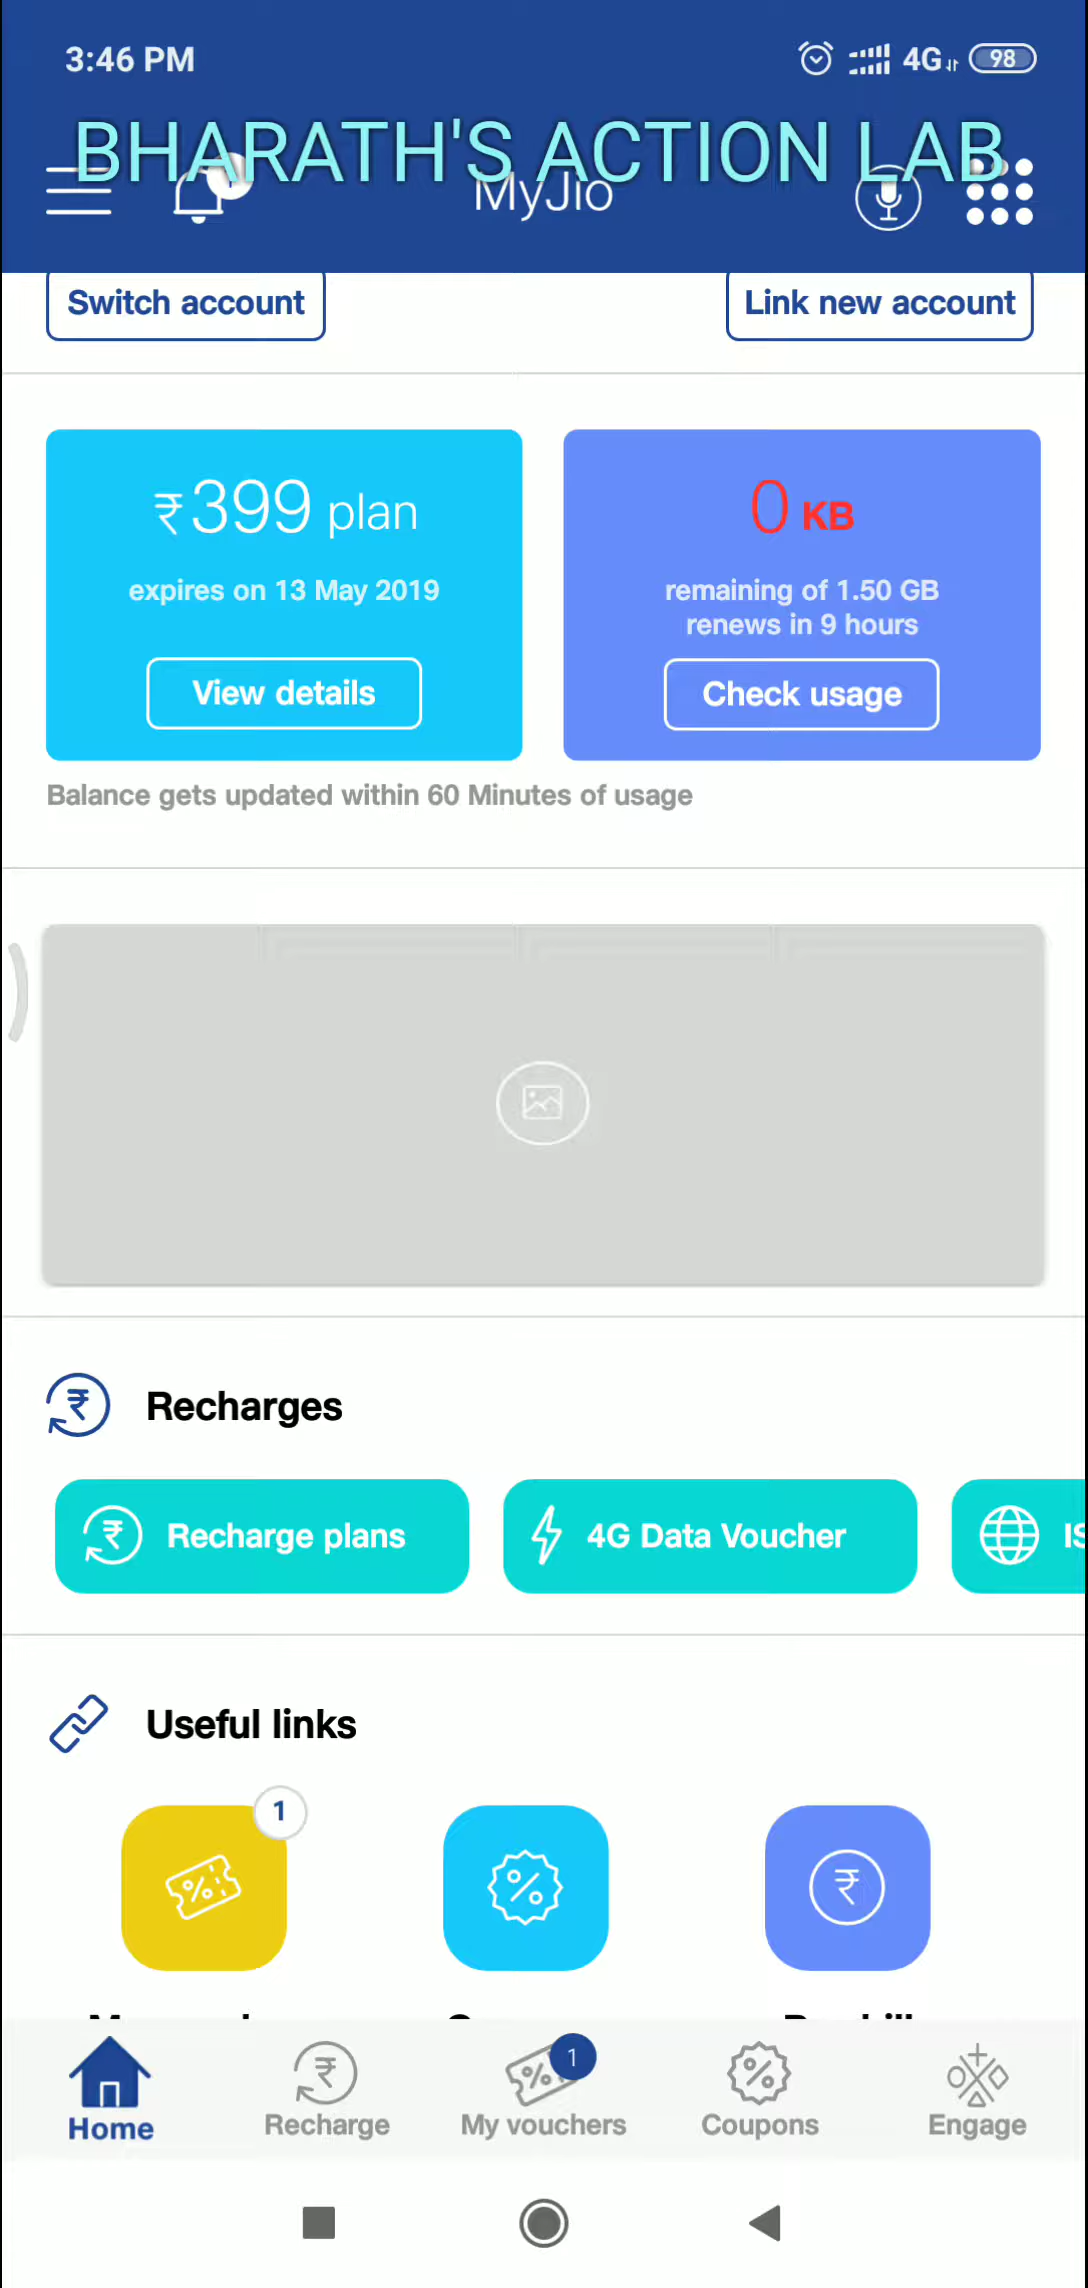 3:46 PM
4G
98
BHARATH'S ACTION LAB
MyJio
Switch account
Link new account
₹399 plan
expires on 13 May 2019
View details
0 KB
remaining of 1.50 GB
renews in 9 hours
Check usage
Balance gets updated within 60 Minutes of usage
Recharges
Recharge plans
4G Data Voucher
Useful links
1
1
Home
Recharge
My vouchers
Coupons
Engage